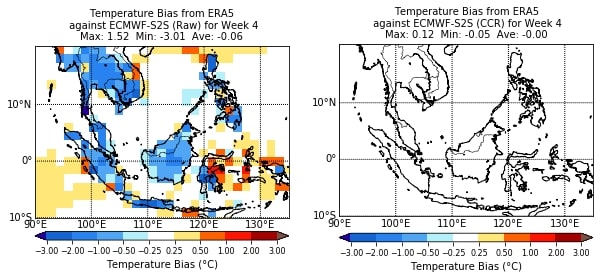 Temperature Bias from ERA5
against ECMWF-S2S (Raw) for Week 4
Max: 1.52 Min: -3.01 Ave: -0.06
10°N
0°
10°S
90°E 100°E 110°E 120°E 130°E
−3.00 −2.00 −1.00 −0.50 −0.25 0.25 0.50 1.00 2.00 3.00
Temperature Bias (°C)
Temperature Bias from ERA5
against ECMWF-S2S (CCR) for Week 4
Max: 0.12 Min: -0.05 Ave: -0.00
10°N
0°
10°S
90°E 100°E 110°E 120°E 130°E
−3.00 −2.00 −1.00 −0.50 −0.25 0.25 0.50 1.00 2.00 3.00
Temperature Bias (°C)